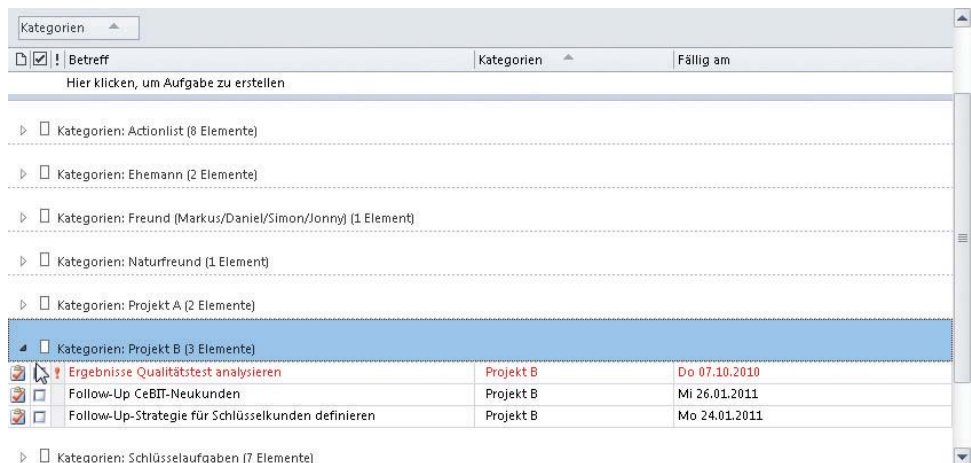 Kategorien
! Betreff Kategorien Fällig am
Hier klicken, um Aufgabe zu erstellen
Kategorien: Actionlist (8 Elemente)
Kategorien: Ehemann (2 Elemente)
Kategorien: Freund (Markus/Daniel/Simon/Jonny) (1 Element)
Kategorien: Naturfreund (1 Element)
Kategorien: Projekt A (2 Elemente)
Kategorien: Projekt B (3 Elemente)
! Ergebnisse Qualitätstest analysieren Projekt B Do 07.10.2010
Follow-Up CeBIT-Neukunden Projekt B Mi 26.01.2011
Follow-Up-Strategie für Schlüsselkunden definieren Projekt B Mo 24.01.2011
Kategorien: Schlüsselaufgaben (7 Elemente)